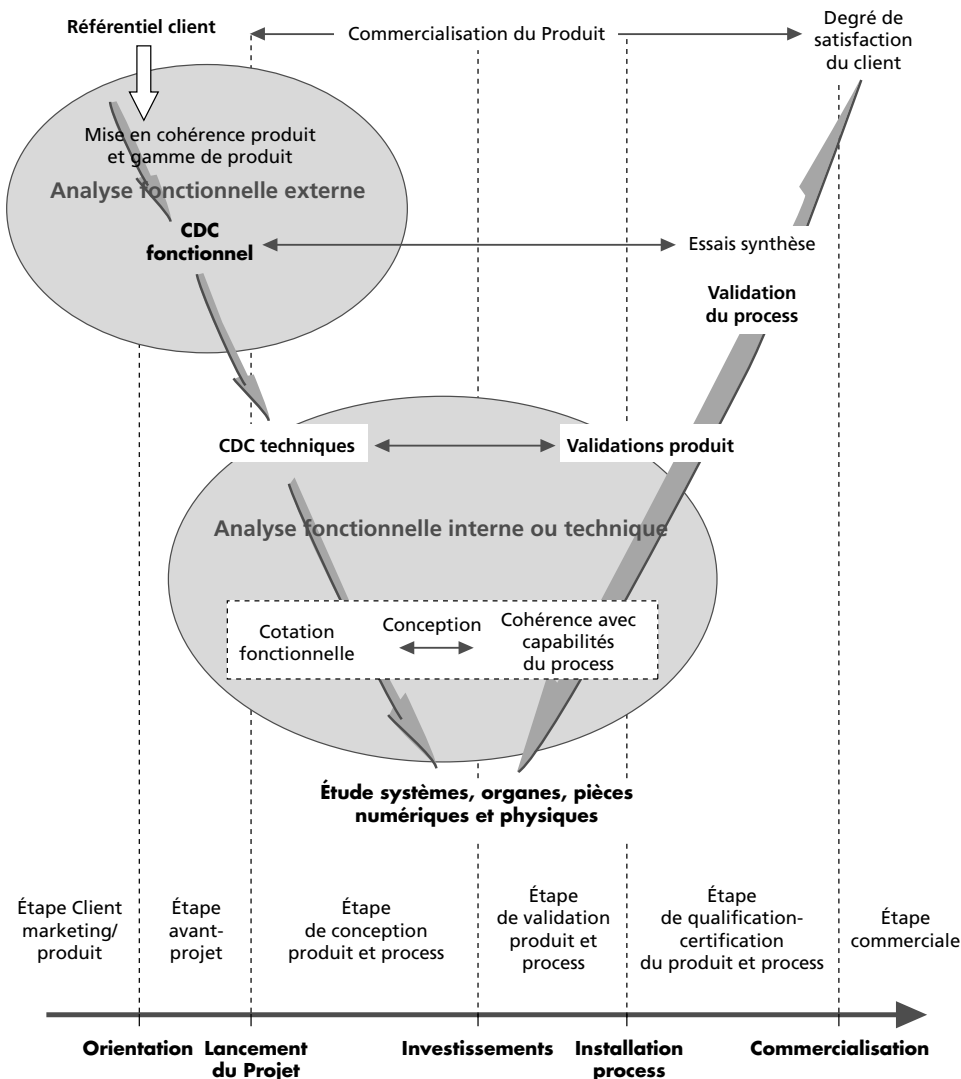 Référentiel client
Commercialisation du Produit
Degré de
satisfaction
du client
Mise en cohérence produit
et gamme de produit
Analyse fonctionnelle externe
CDC
fonctionnel
Essais synthèse
Validation
du process
CDC techniques
Validations produit
Analyse fonctionnelle interne ou technique
Cotation
fonctionnelle
Conception
Cohérence avec
capabilités
du process
Étude systèmes, organes, pièces
numériques et physiques
Étape Client
marketing/
produit
Étape
avant-
projet
Étape
de conception
produit et process
Étape
de validation
produit et
process
Étape
de qualification-
certification
du produit et process
Étape
commerciale
Orientation
Lancement
du Projet
Investissements
Installation
process
Commercialisation